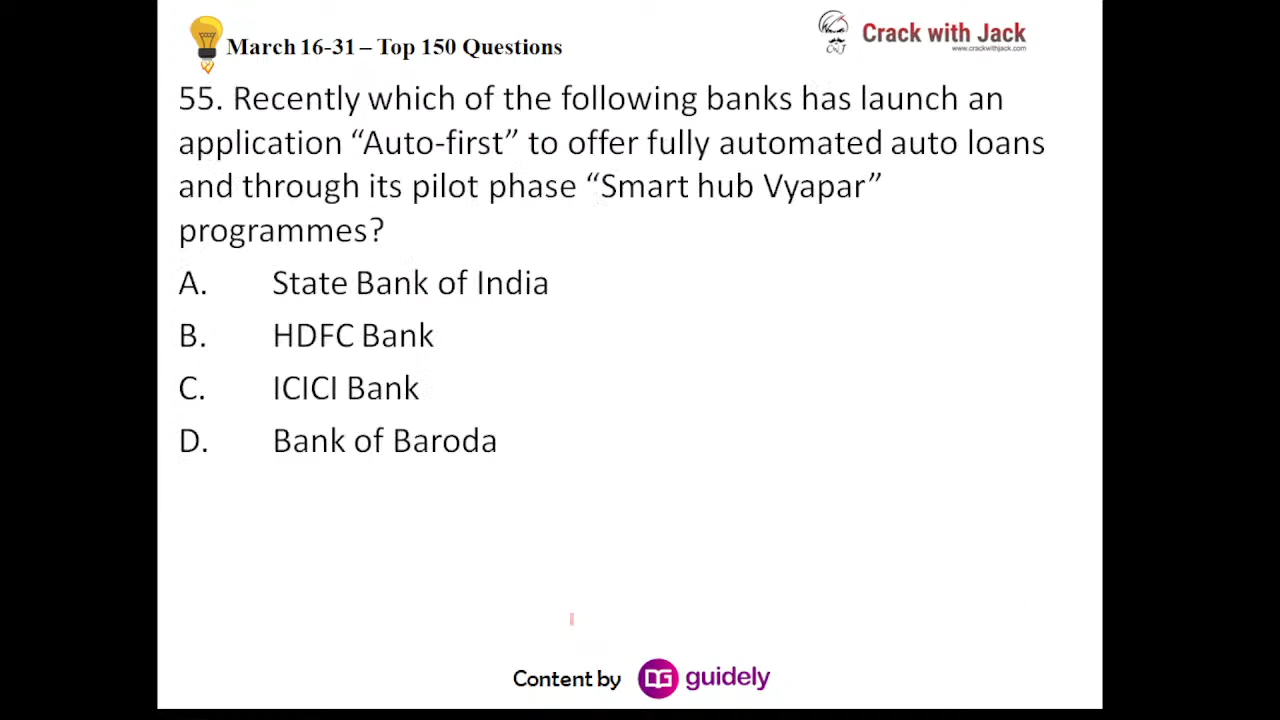 March 16-31 – Top 150 Questions
Crack with Jack
www.crackwithjack.com
CWJ
55. Recently which of the following banks has launch an
application “Auto-first” to offer fully automated auto loans
and through its pilot phase “Smart hub Vyapar”
programmes?
A. State Bank of India
B. HDFC Bank
C. ICICI Bank
D. Bank of Baroda
Content by guidely